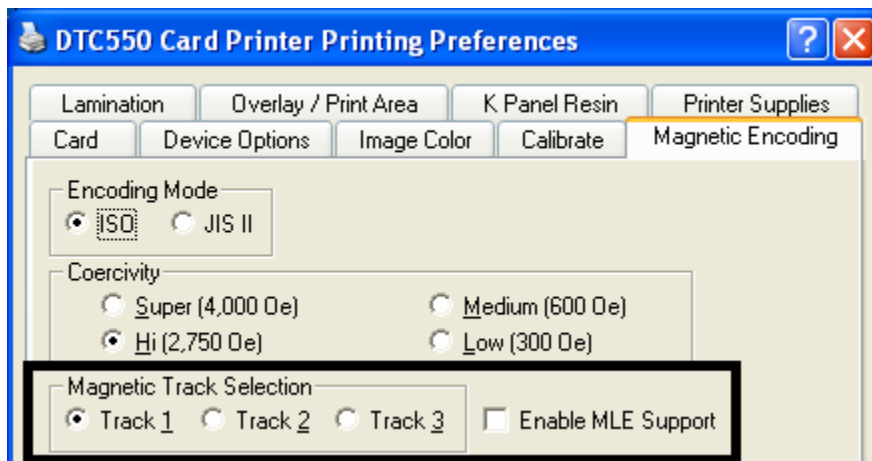 DTC550 Card Printer Printing Preferences
Lamination Overlay / Print Area K Panel Resin Printer Supplies
Card Device Options Image Color Calibrate Magnetic Encoding
Encoding Mode
ISO JIS II
Coercivity
Super (4,000 Oe) Medium (600 Oe)
Hi (2,750 Oe) Low (300 Oe)
Magnetic Track Selection
Track 1 Track 2 Track 3 Enable MLE Support